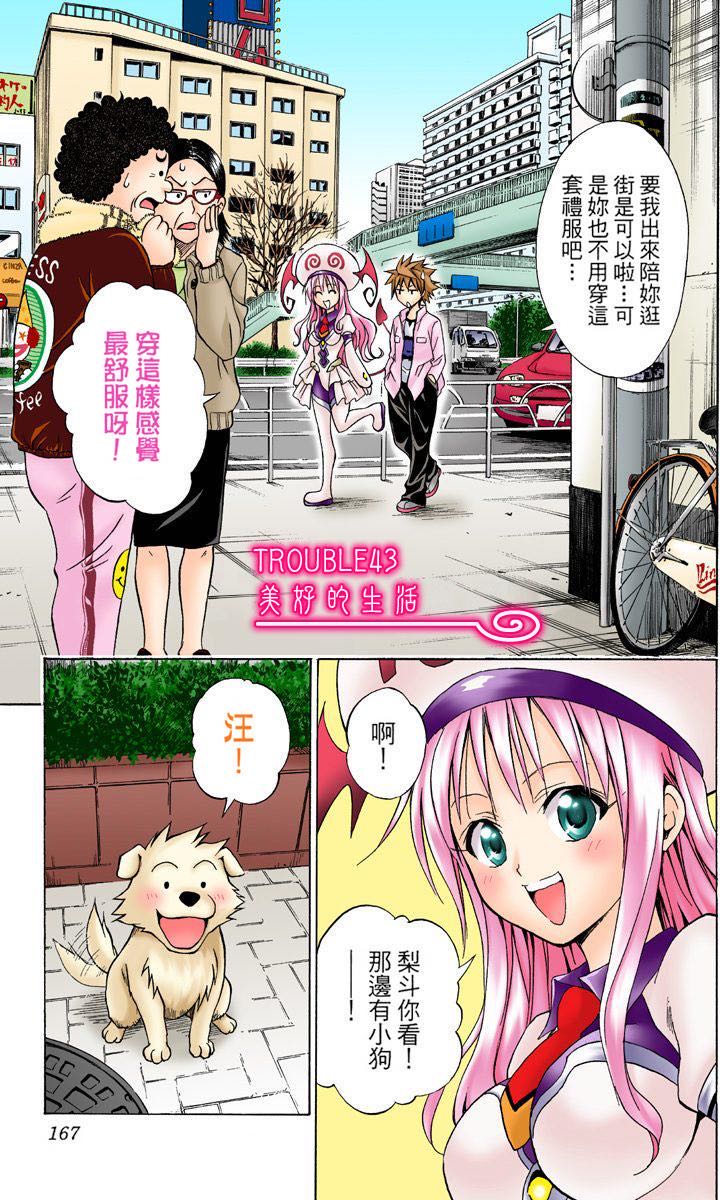 要我出來陪妳逛
街是可以啦…可
是妳也不用穿這
套禮服吧…
穿這樣感覺
最舒服呀！
TROUBLE43
美好的生活
啊！
梨斗你看！
那邊有小狗
——！
汪！
167